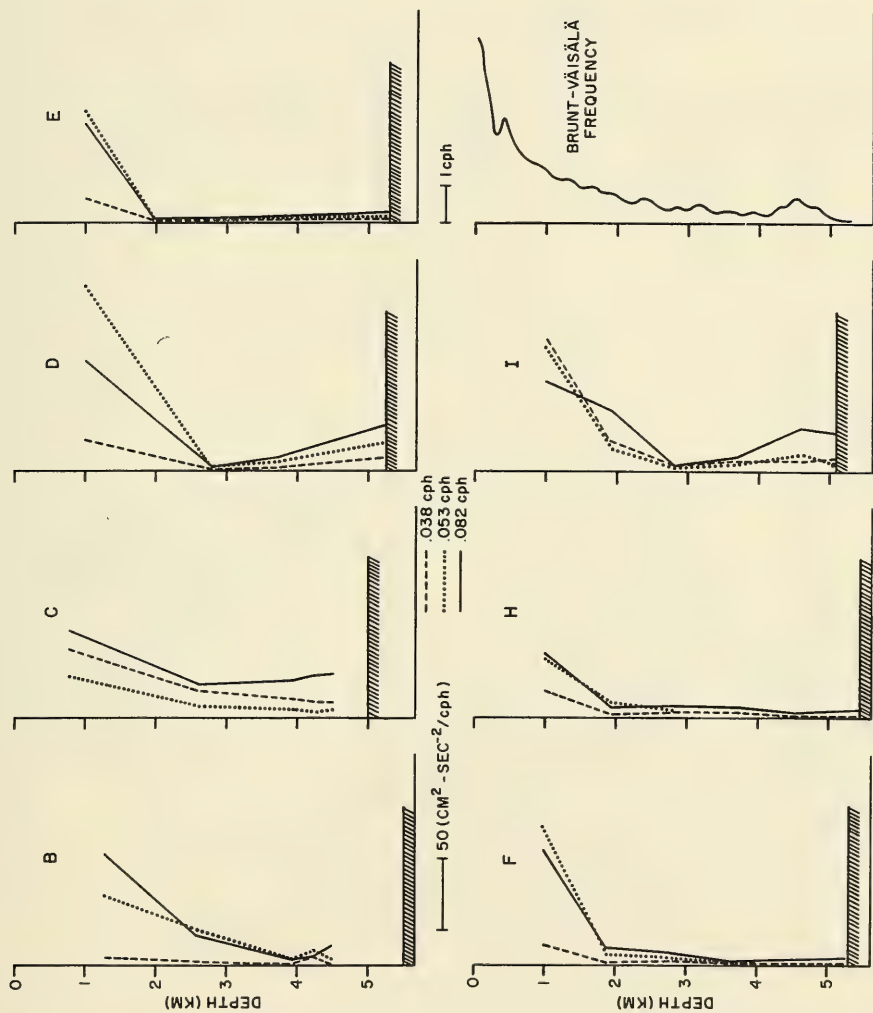 B
C
D
E
0
1
2
3
4
5
DEPTH (KM)
50 (CM² - SEC⁻²/cph)
.038 cph
.053 cph
.082 cph
1 cph
F
H
I
BRUNT-VÄISÄLÄ
FREQUENCY
0
1
2
3
4
5
DEPTH (KM)